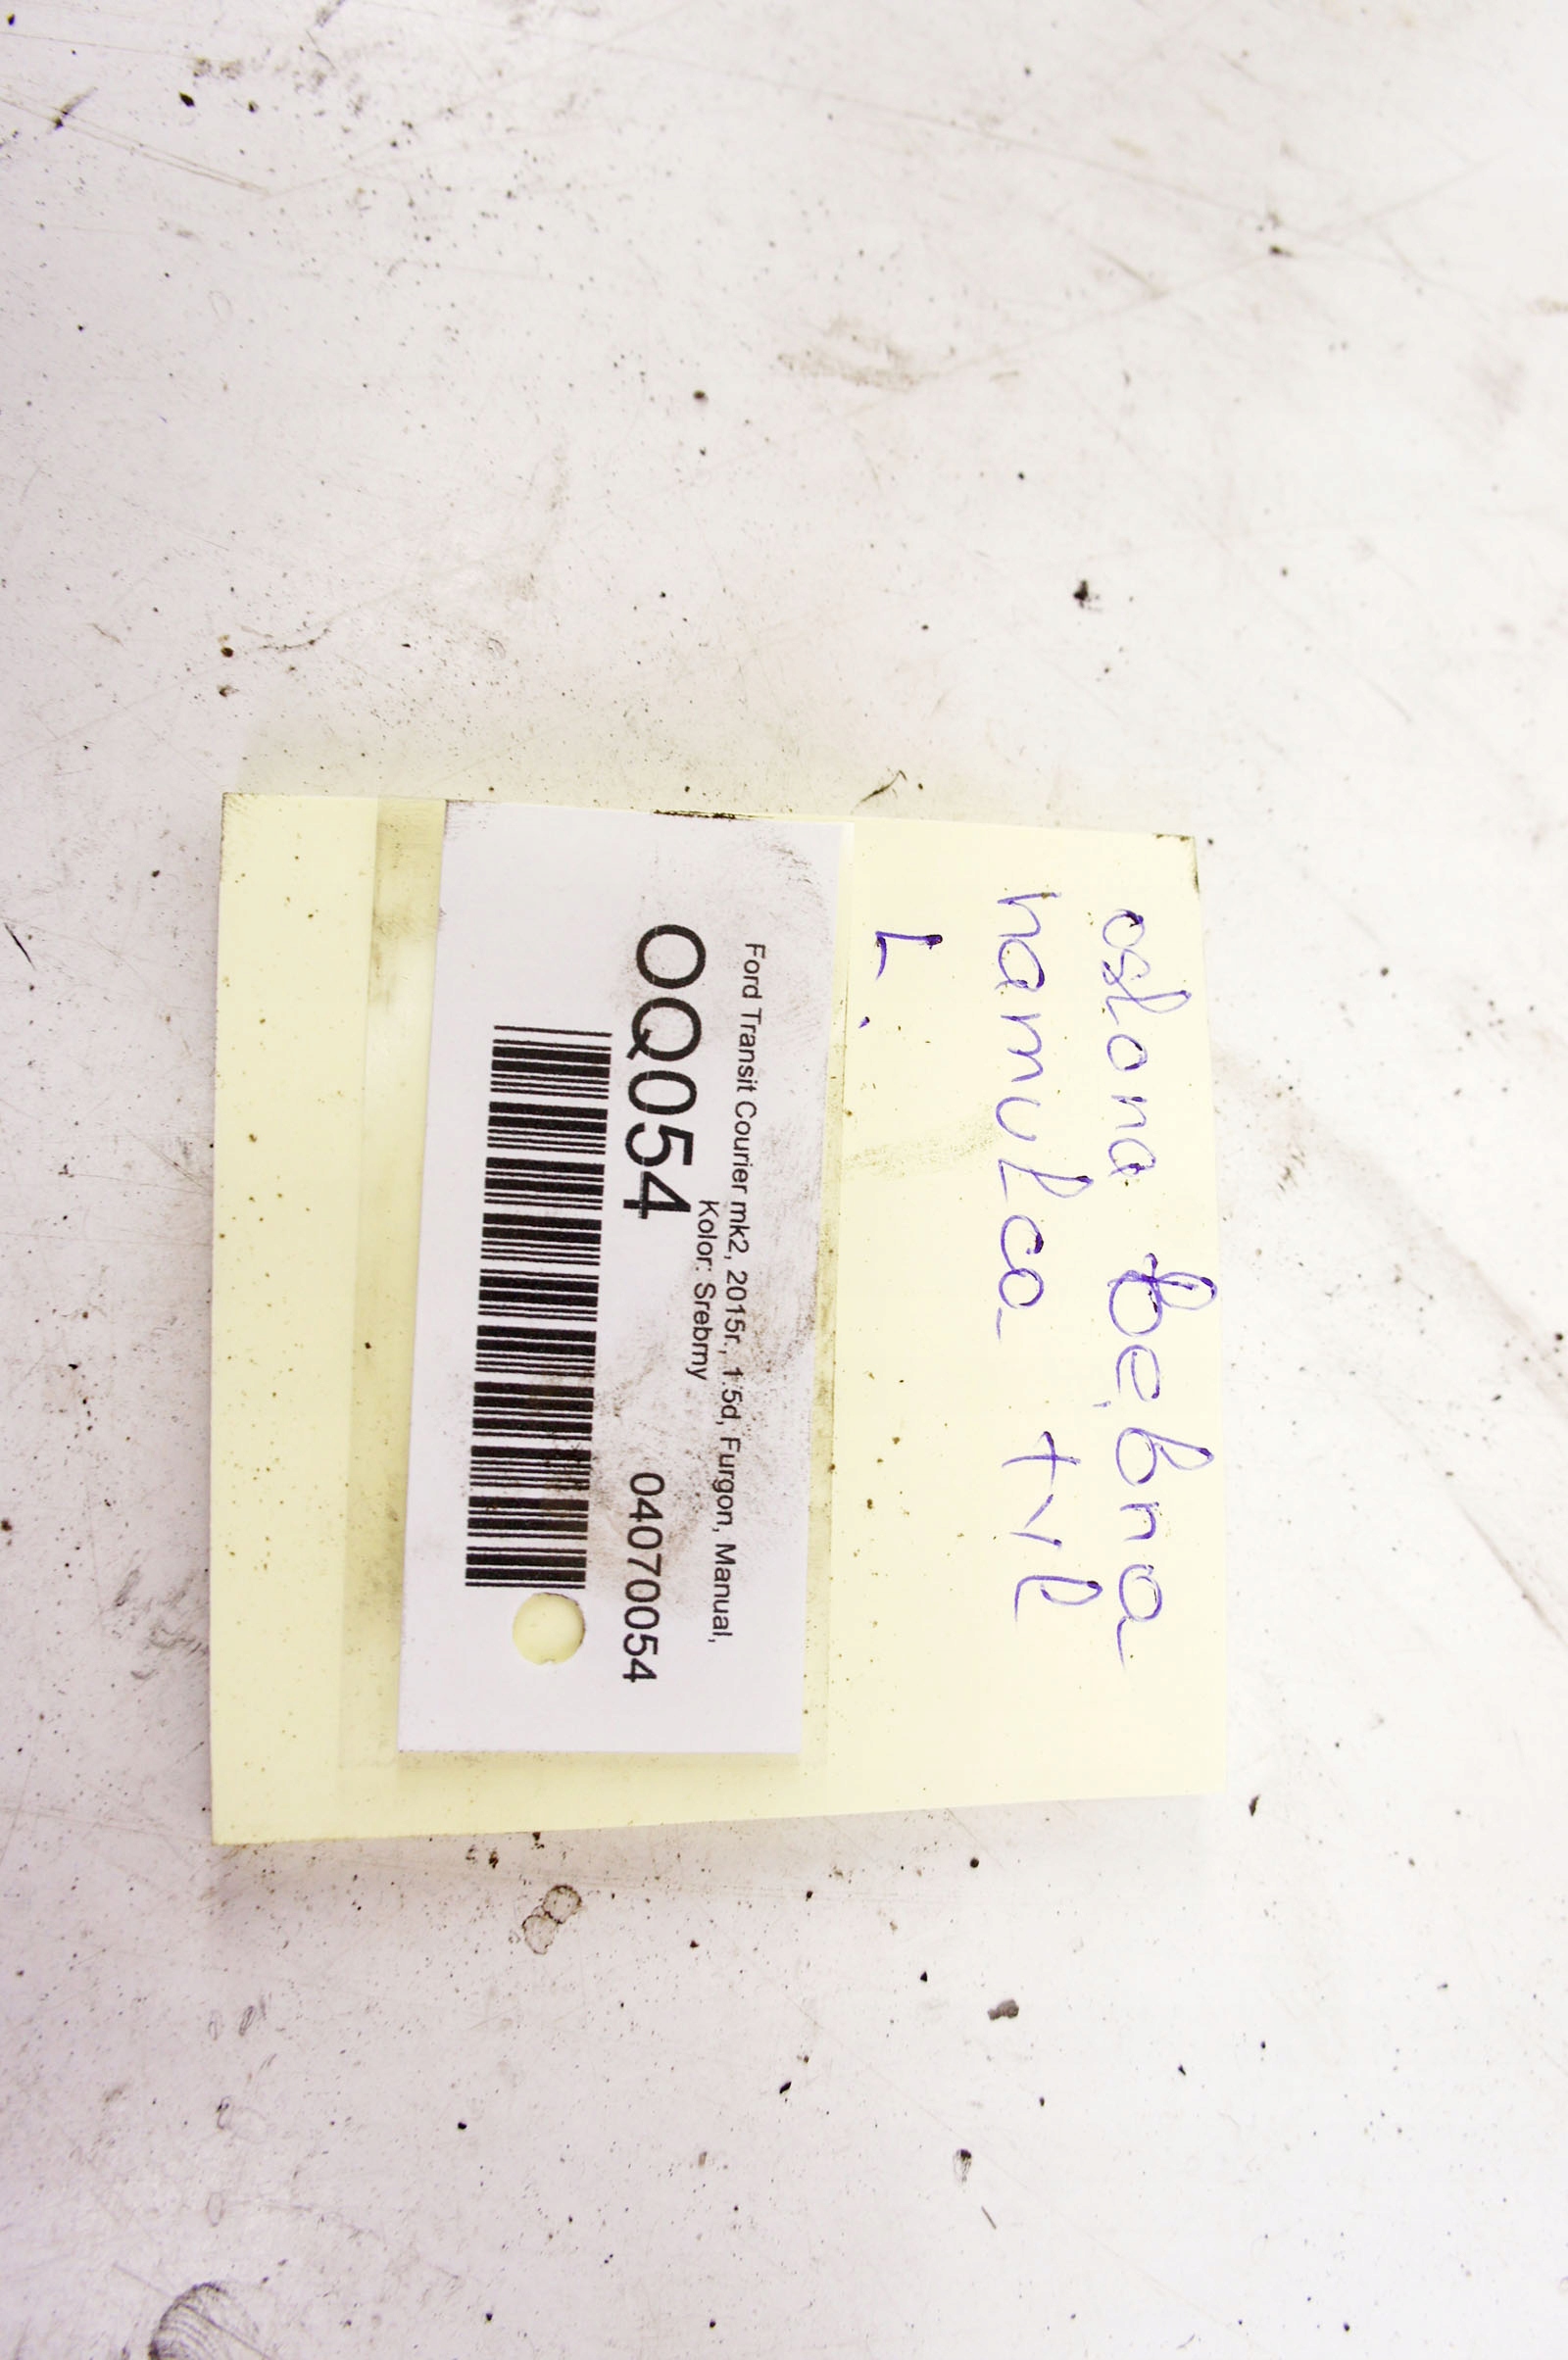 osłona bębna
hamulca tył
L.
Ford Transit Courier mk2, 2015r., 1.5d, Furgon, Manual,
Kolor: Srebrny
OQ054 04070054